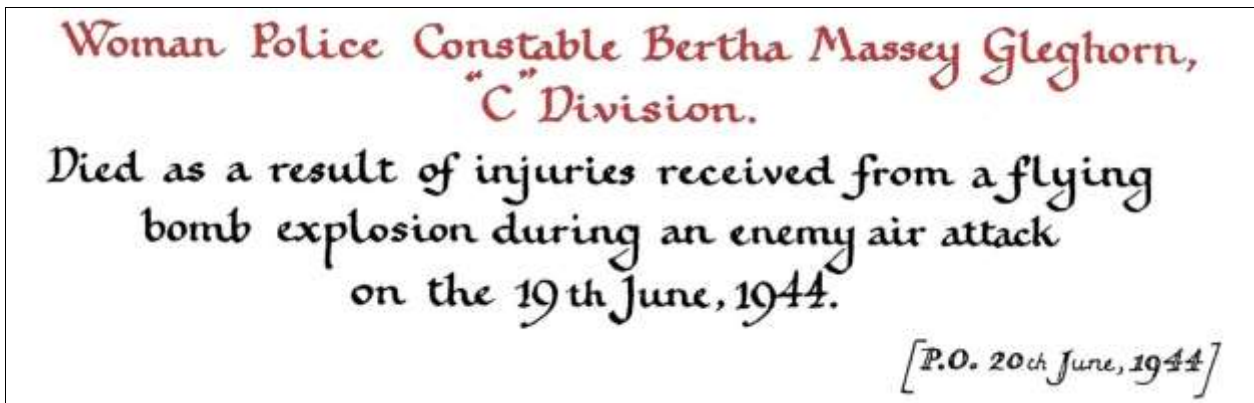 Woman Police Constable Bertha Massey Gleghorn,
"C" Division.
Died as a result of injuries received from a flying
bomb explosion during an enemy air attack
on the 19th June, 1944.
[P.O. 20th June, 1944]